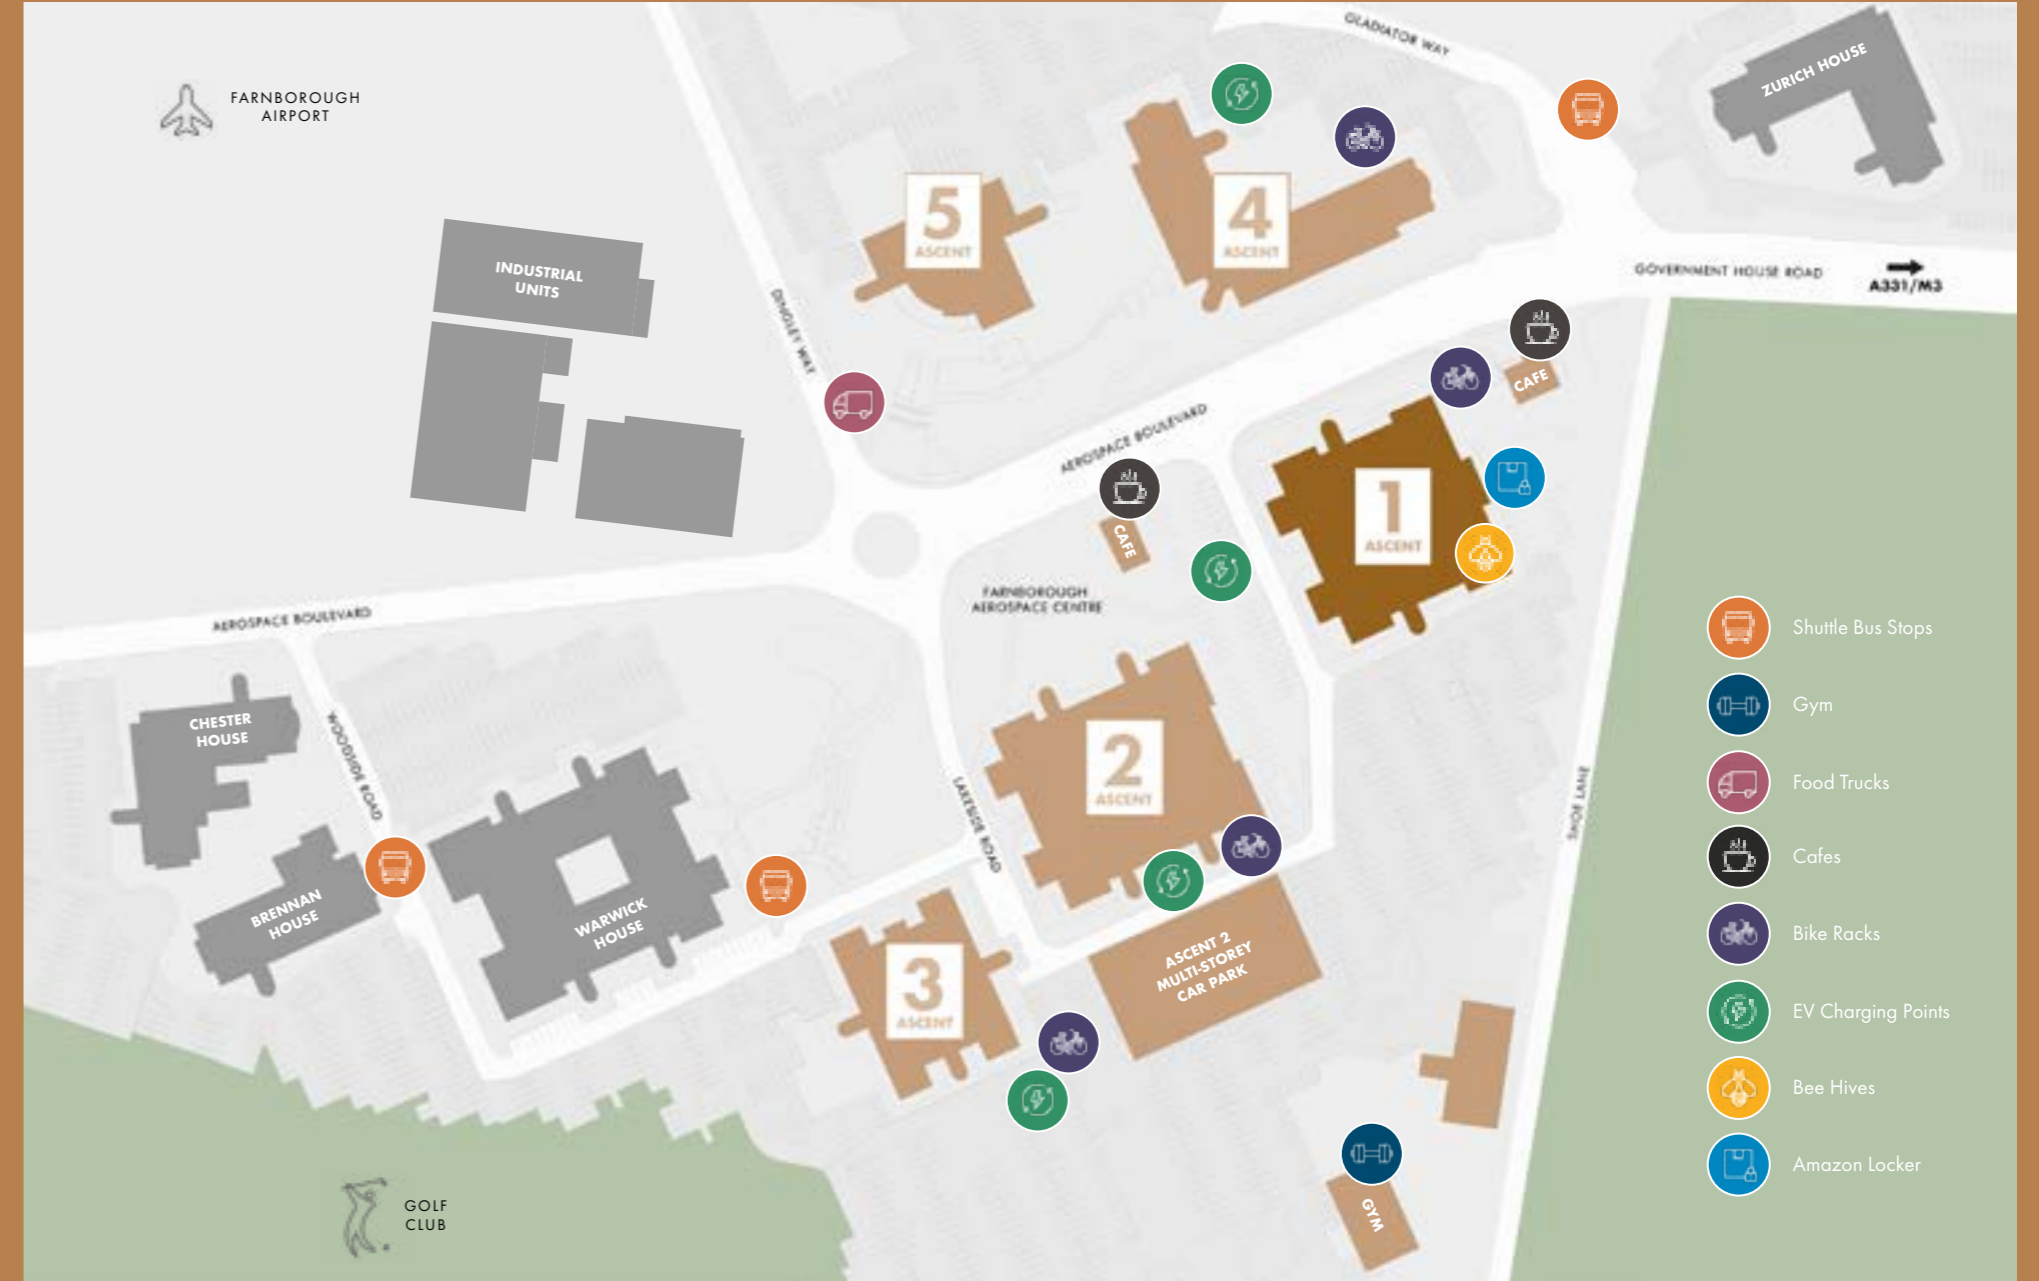 GLADIATOR WAY
ZURICH HOUSE
FARNBOROUGH
AIRPORT
5
ASCENT
4
ASCENT
INDUSTRIAL
UNITS
GOVERNMENT HOUSE ROAD
A331/M3
DINGLEY WAY
CAFE
AEROSPACE BOULEVARD
1
ASCENT
CAFE
FARNBOROUGH
AEROSPACE CENTRE
AEROSPACE BOULEVARD
Shuttle Bus Stops
Gym
Food Trucks
Cafes
Bike Racks
EV Charging Points
Bee Hives
Amazon Locker
CHESTER
HOUSE
WOODSIDE ROAD
2
ASCENT
LAKESIDE ROAD
SHOE LANE
BRENNAN
HOUSE
WARWICK
HOUSE
ASCENT 2
MULTI-STOREY
CAR PARK
3
ASCENT
GOLF
CLUB
GYM